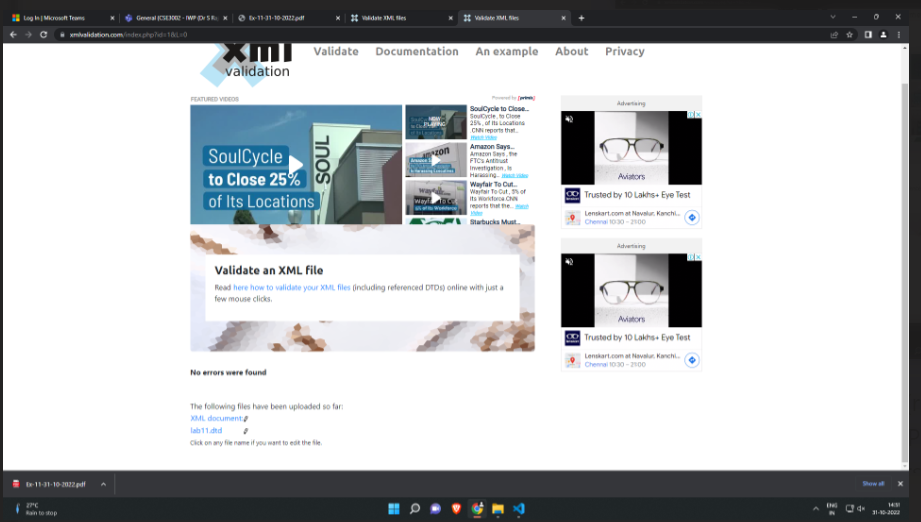 Log In | Microsoft Teams
General (CSE3002 - IWP (Dr S Ra
Ex-11-31-10-2022.pdf
Validate XML files
Validate XML files
xmlvalidation.com/index.php?id=1&L=0
xml
validation
Validate
Documentation
An example
About
Privacy
FEATURED VIDEOS
Powered by [primis]
SoulCycle
to Close 25%
of Its Locations
SOUL
NOW
PLAYING
SoulCycle to Close...
SoulCycle , to Close
25% , of Its Locations
.CNN reports that..
Watch Video
Amazon Says...
Amazon Says , the
FTC's Antitrust
Investigation , Is
Harassing... Watch Video
Wayfair To Cut...
Wayfair To Cut , 5% of
its Workforce.CNN
reports that the... Watch
Video
Starbucks Must...
Validate an XML file
Read here how to validate your XML files (including referenced DTDs) online with just a
few mouse clicks.
No errors were found
The following files have been uploaded so far:
XML document:
lab11.dtd
Click on any file name if you want to edit the file.
Advertising
Aviators
Trusted by 10 Lakhs+ Eye Test
Lenskart.com at Navalur, Kanchi...
Chennai 10:30 - 21:00
Advertising
Aviators
Trusted by 10 Lakhs+ Eye Test
Lenskart.com at Navalur, Kanchi...
Chennai 10:30 - 21:00
Ex-11-31-10-2022.pdf
Show all
27°C
Rain to stop
ENG
IN
14:51
31-10-2022